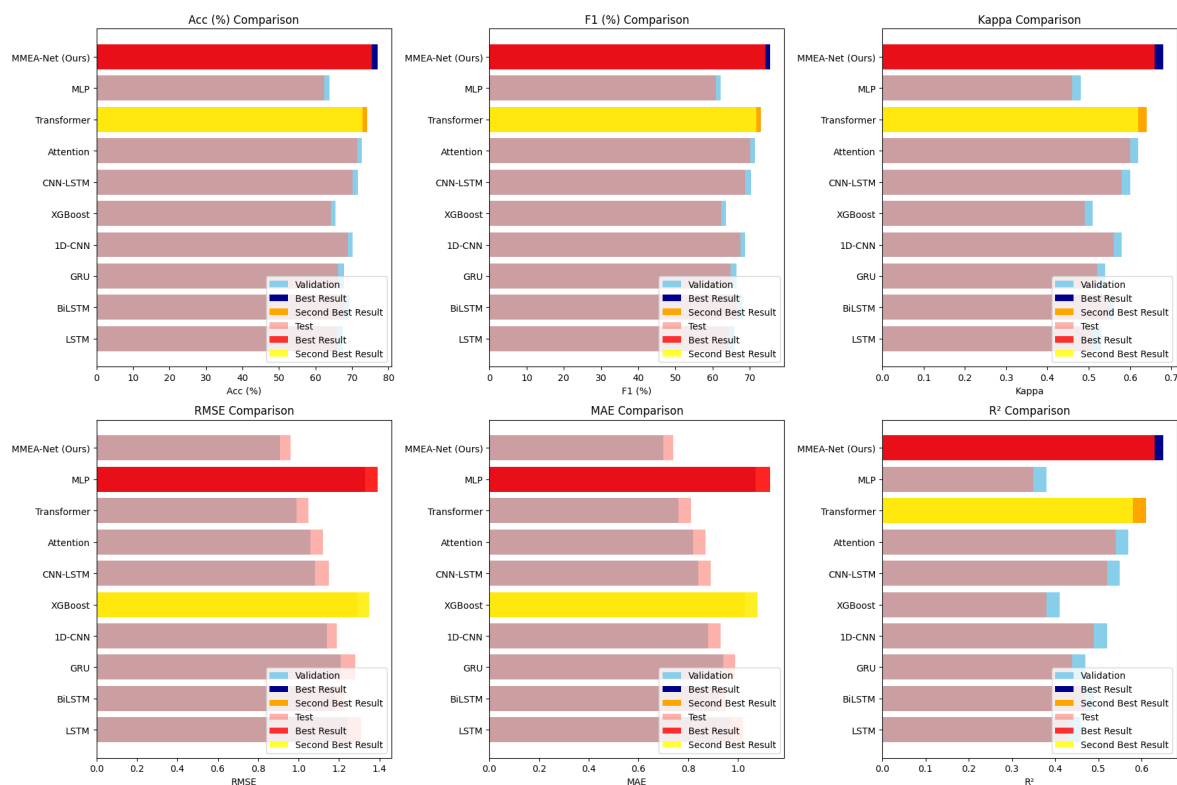 Acc (%) Comparison
MMEA-Net (Ours)
MLP
Transformer
Attention
CNN-LSTM
XGBoost
1D-CNN
GRU
BiLSTM
LSTM
Validation
Best Result
Second Best Result
Test
Best Result
Second Best Result
0 10 20 30 40 50 60 70 80
Acc (%)
F1 (%) Comparison
MMEA-Net (Ours)
MLP
Transformer
Attention
CNN-LSTM
XGBoost
1D-CNN
GRU
BiLSTM
LSTM
Validation
Best Result
Second Best Result
Test
Best Result
Second Best Result
0 10 20 30 40 50 60 70
F1 (%)
Kappa Comparison
MMEA-Net (Ours)
MLP
Transformer
Attention
CNN-LSTM
XGBoost
1D-CNN
GRU
BiLSTM
LSTM
Validation
Best Result
Second Best Result
Test
Best Result
Second Best Result
0.0 0.1 0.2 0.3 0.4 0.5 0.6 0.7
Kappa
RMSE Comparison
MMEA-Net (Ours)
MLP
Transformer
Attention
CNN-LSTM
XGBoost
1D-CNN
GRU
BiLSTM
LSTM
Validation
Best Result
Second Best Result
Test
Best Result
Second Best Result
0.0 0.2 0.4 0.6 0.8 1.0 1.2 1.4
RMSE
MAE Comparison
MMEA-Net (Ours)
MLP
Transformer
Attention
CNN-LSTM
XGBoost
1D-CNN
GRU
BiLSTM
LSTM
Validation
Best Result
Second Best Result
Test
Best Result
Second Best Result
0.0 0.2 0.4 0.6 0.8 1.0
MAE
R² Comparison
MMEA-Net (Ours)
MLP
Transformer
Attention
CNN-LSTM
XGBoost
1D-CNN
GRU
BiLSTM
LSTM
Validation
Best Result
Second Best Result
Test
Best Result
Second Best Result
0.0 0.1 0.2 0.3 0.4 0.5 0.6
R²